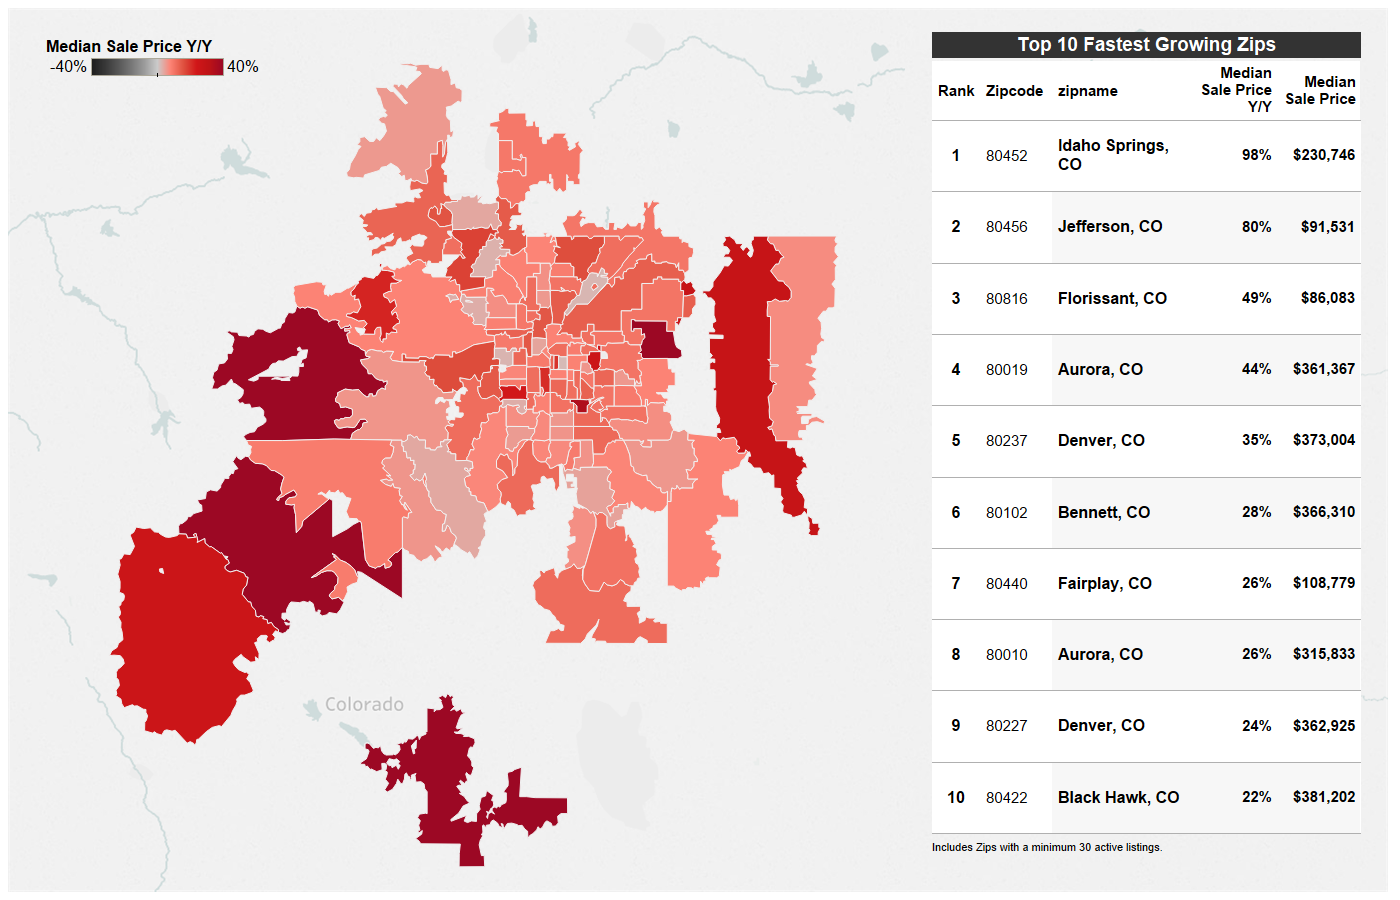 Median Sale Price Y/Y
-40% 40%
Colorado
Top 10 Fastest Growing Zips
Rank Zipcode zipname Median Sale Price Y/Y Median Sale Price
1 80452 Idaho Springs, CO 98% $230,746
2 80456 Jefferson, CO 80% $91,531
3 80816 Florissant, CO 49% $86,083
4 80019 Aurora, CO 44% $361,367
5 80237 Denver, CO 35% $373,004
6 80102 Bennett, CO 28% $366,310
7 80440 Fairplay, CO 26% $108,779
8 80010 Aurora, CO 26% $315,833
9 80227 Denver, CO 24% $362,925
10 80422 Black Hawk, CO 22% $381,202
Includes Zips with a minimum 30 active listings.